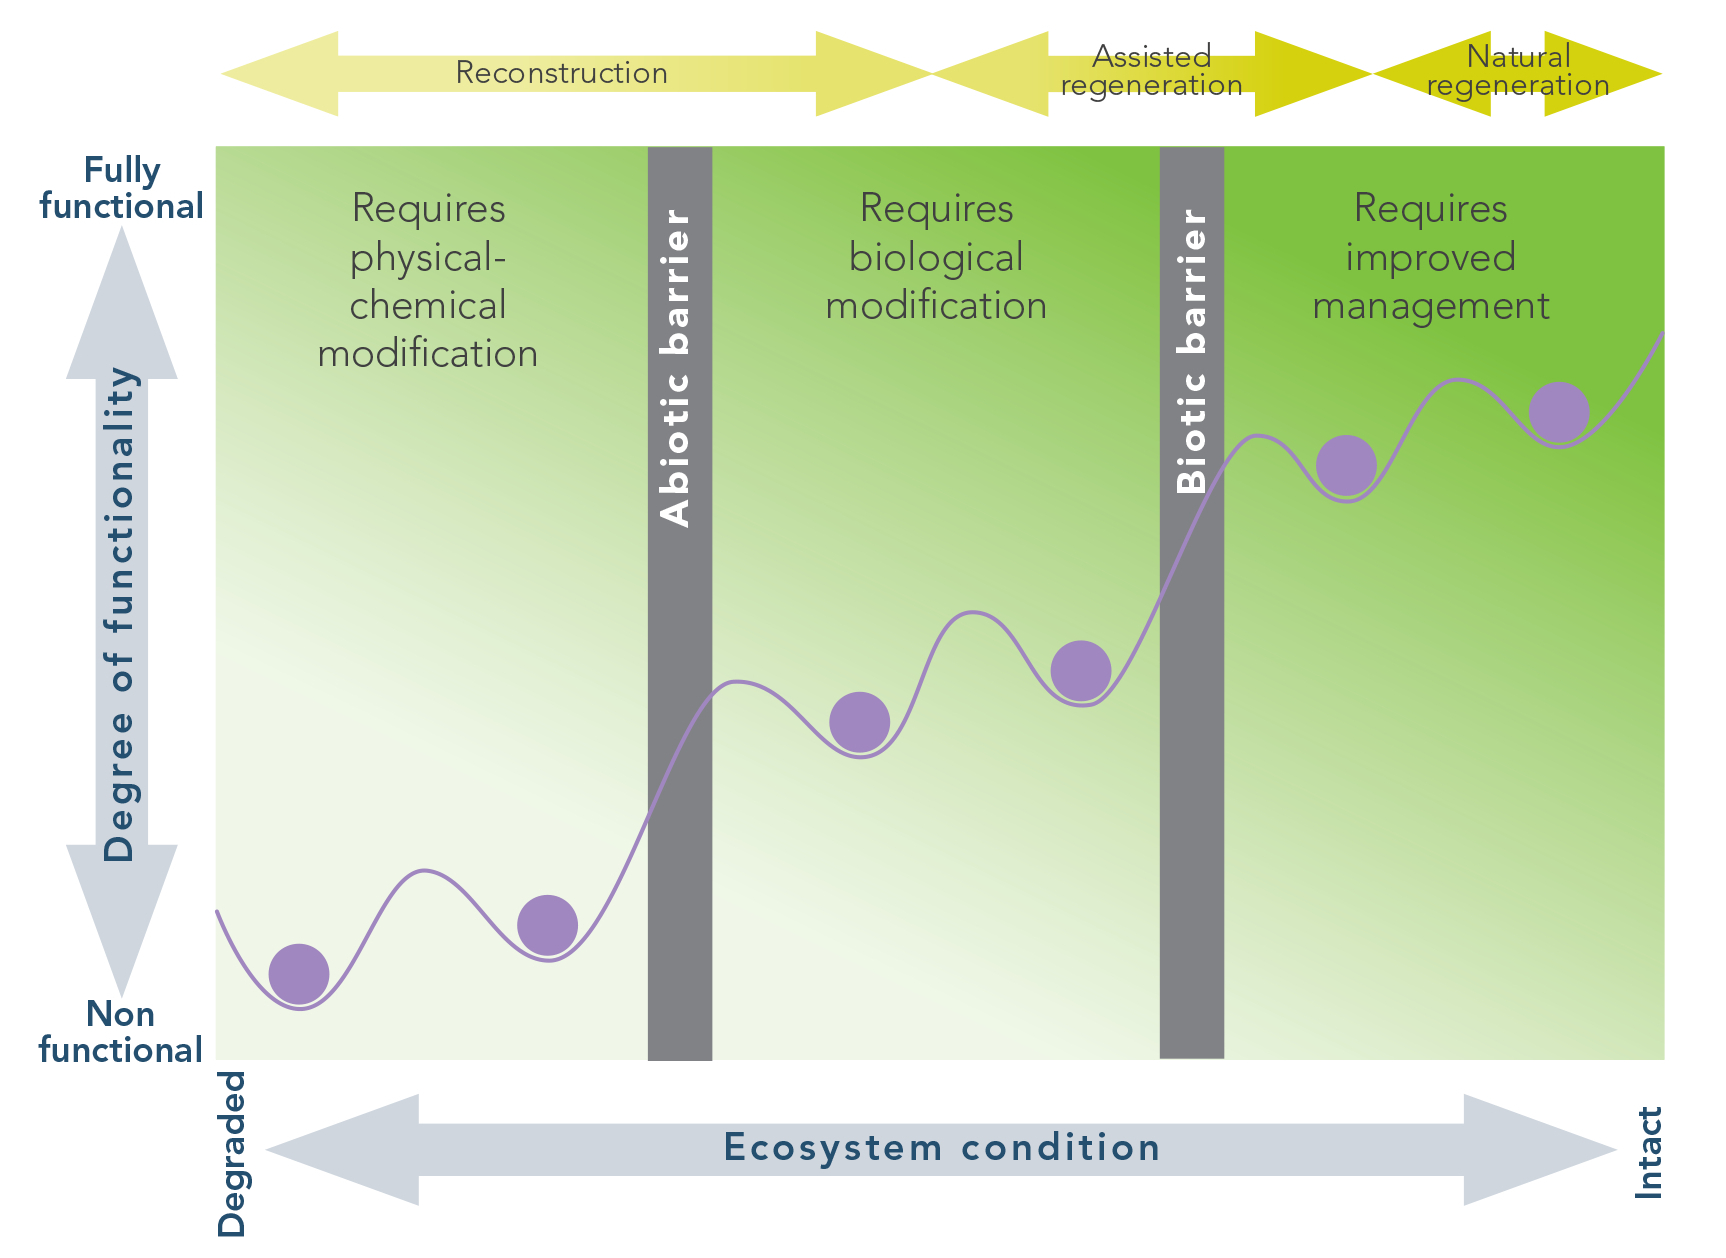 Reconstruction
Assisted
regeneration
Natural
regeneration
Fully
functional
Degree of functionality
Non
functional
Requires
physical-
chemical
modification
Abiotic barrier
Requires
biological
modification
Biotic barrier
Requires
improved
management
Degraded
Ecosystem condition
Intact